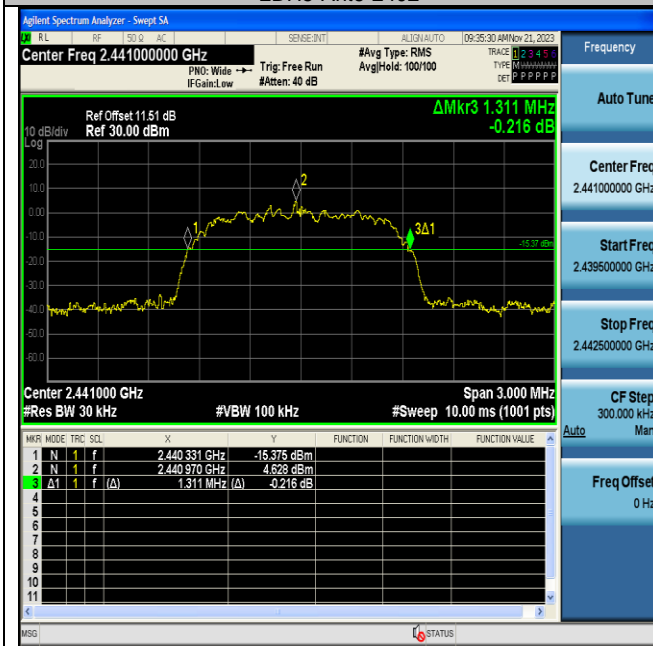 Agilent Spectrum Analyzer - Swept SA
RL RF 50 Ω AC SENSE:INT ALIGNAUTO 09:35:30 AMNov 21, 2023
Center Freq 2.441000000 GHz
PNO: Wide
IFGain:Low
Trig: Free Run
#Atten: 40 dB
#Avg Type: RMS
Avg|Hold: 100/100
TRACE 1 2 3 4 5 6
TYPE M
DET P P P P P
Frequency
Auto Tune
Center Freq
2.441000000 GHz
Start Freq
2.439500000 GHz
Stop Freq
2.442500000 GHz
CF Step
300.000 kHz
Auto Man
Freq Offset
0 Hz
ΔMkr3 1.311 MHz
-0.216 dB
Ref Offset 11.51 dB
10 dB/div Ref 30.00 dBm
Log
20.0
10.0
0.00
-10.0
-20.0
-30.0
-40.0
-50.0
-60.0
1
2
3Δ1
-15.37 dBm
Center 2.441000 GHz Span 3.000 MHz
#Res BW 30 kHz #VBW 100 kHz #Sweep 10.00 ms (1001 pts)
MKR MODE TRC SCL X Y FUNCTION FUNCTION WIDTH FUNCTION VALUE
1 N 1 f 2.440 331 GHz -15.375 dBm
2 N 1 f 2.440 970 GHz 4.628 dBm
3 Δ1 1 f (Δ) 1.311 MHz (Δ) -0.216 dB
4
5
6
7
8
9
10
11
MSG STATUS